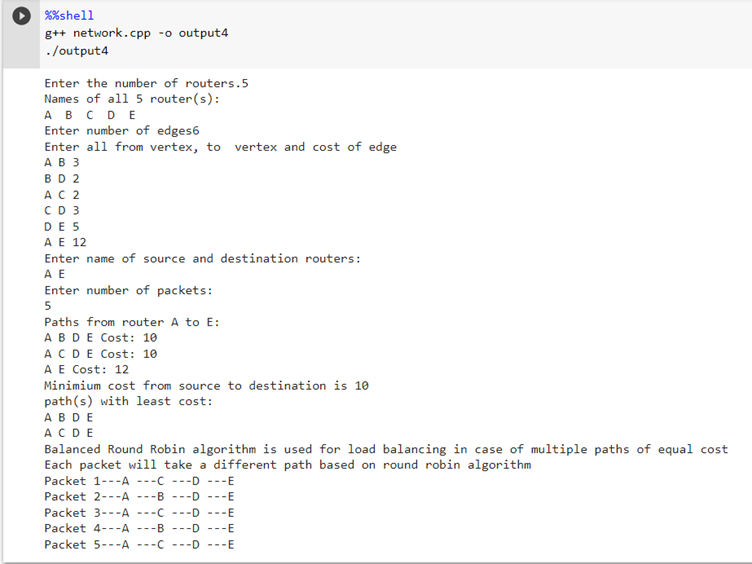 %%shell
g++ network.cpp -o output4
./output4
Enter the number of routers.5
Names of all 5 router(s):
A B C D E
Enter number of edges6
Enter all from vertex, to vertex and cost of edge
A B 3
B D 2
A C 2
C D 3
D E 5
A E 12
Enter name of source and destination routers:
A E
Enter number of packets:
5
Paths from router A to E:
A B D E Cost: 10
A C D E Cost: 10
A E Cost: 12
Minimium cost from source to destination is 10
path(s) with least cost:
A B D E
A C D E
Balanced Round Robin algorithm is used for load balancing in case of multiple paths of equal cost
Each packet will take a different path based on round robin algorithm
Packet 1---A ---C ---D ---E
Packet 2---A ---B ---D ---E
Packet 3---A ---C ---D ---E
Packet 4---A ---B ---D ---E
Packet 5---A ---C ---D ---E